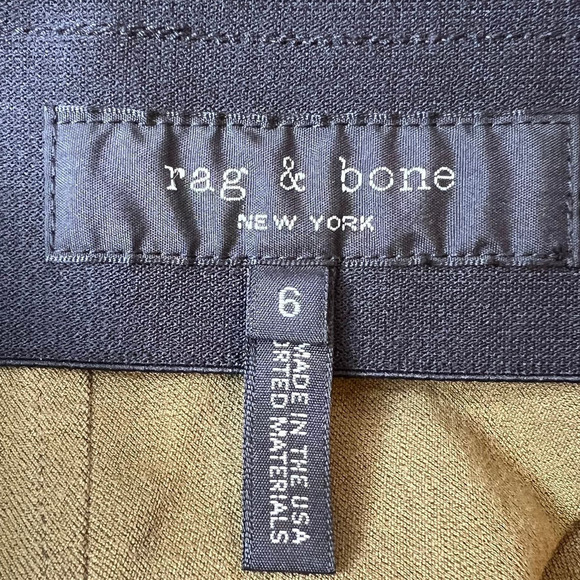 rag & bone
NEW YORK
6
MADE IN THE USA
ORTED MATERIALS